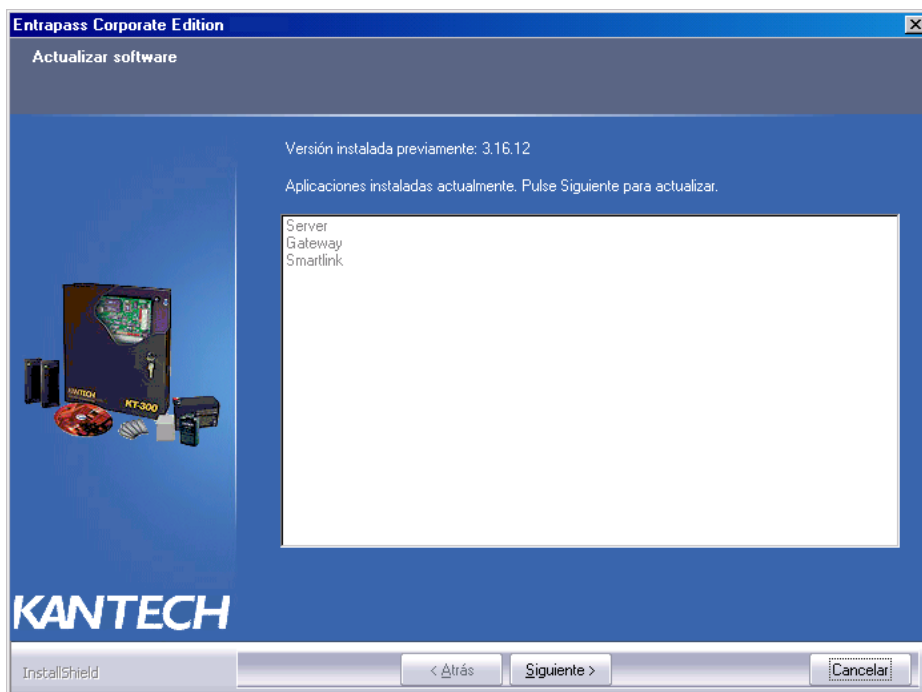 Entrapass Corporate Edition
Actualizar software
Versión instalada previamente: 3.16.12
Aplicaciones instaladas actualmente. Pulse Siguiente para actualizar.
Server
Gateway
Smartlink
KANTECH
KT-300
KANTECH
InstallShield
< Atrás
Siguiente >
Cancelar